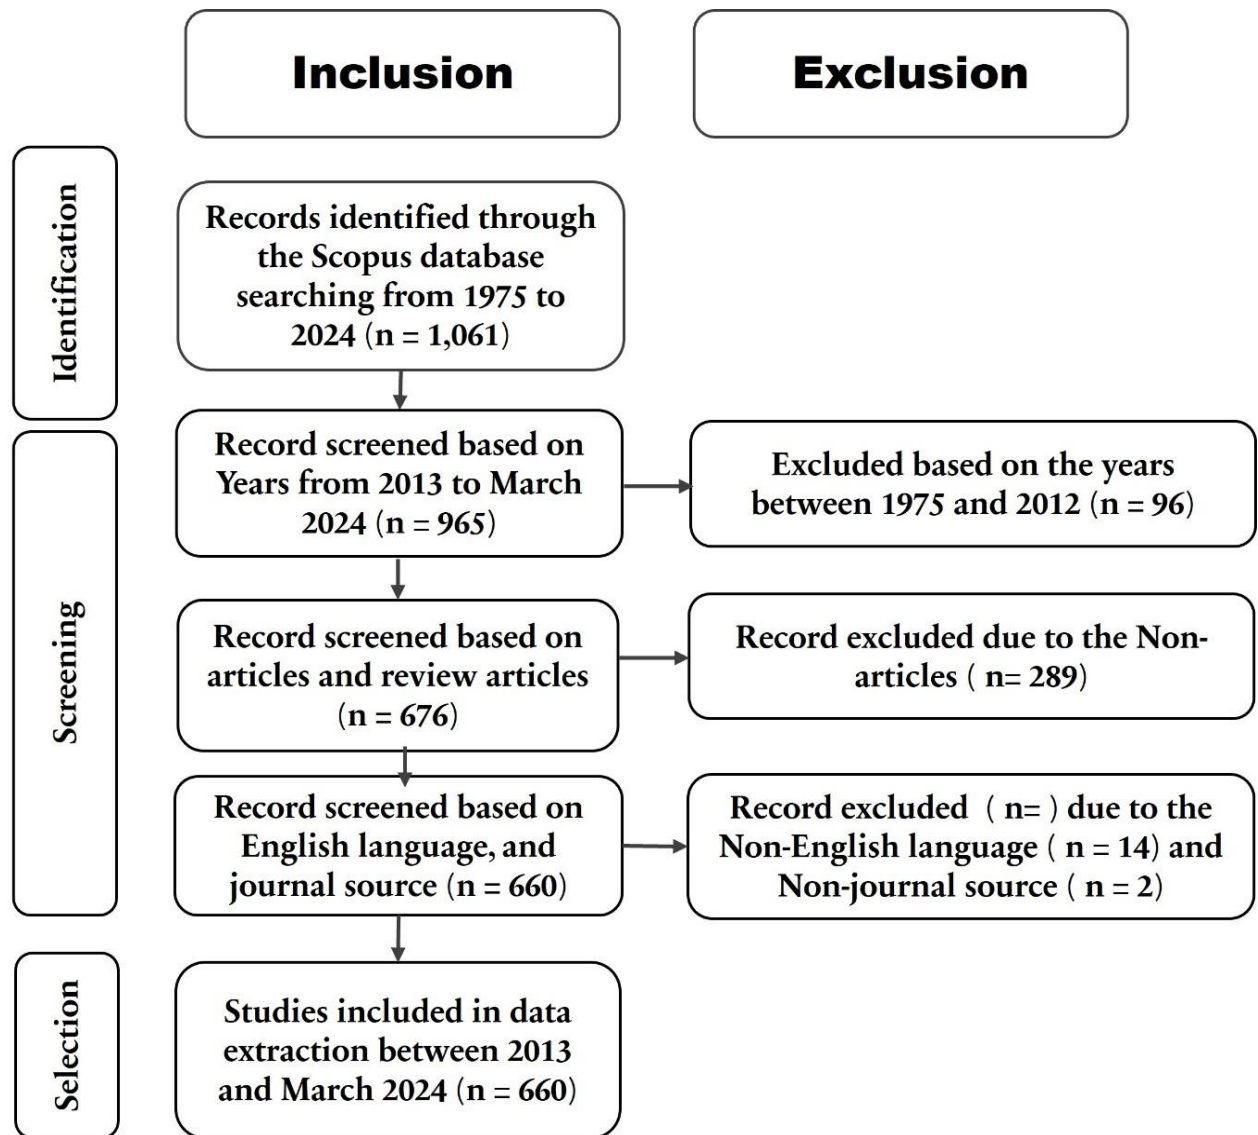 Inclusion
Exclusion
Identification
Records identified through
the Scopus database
searching from 1975 to
2024 (n = 1,061)
Screening
Record screened based on
Years from 2013 to March
2024 (n = 965)
Excluded based on the years
between 1975 and 2012 (n = 96)
Record screened based on
articles and review articles
(n = 676)
Record excluded due to the Non-
articles ( n= 289)
Record screened based on
English language, and
journal source (n = 660)
Record excluded  ( n= ) due to the
Non-English language ( n = 14) and
Non-journal source ( n = 2)
Selection
Studies included in data
extraction between 2013
and March 2024 (n = 660)